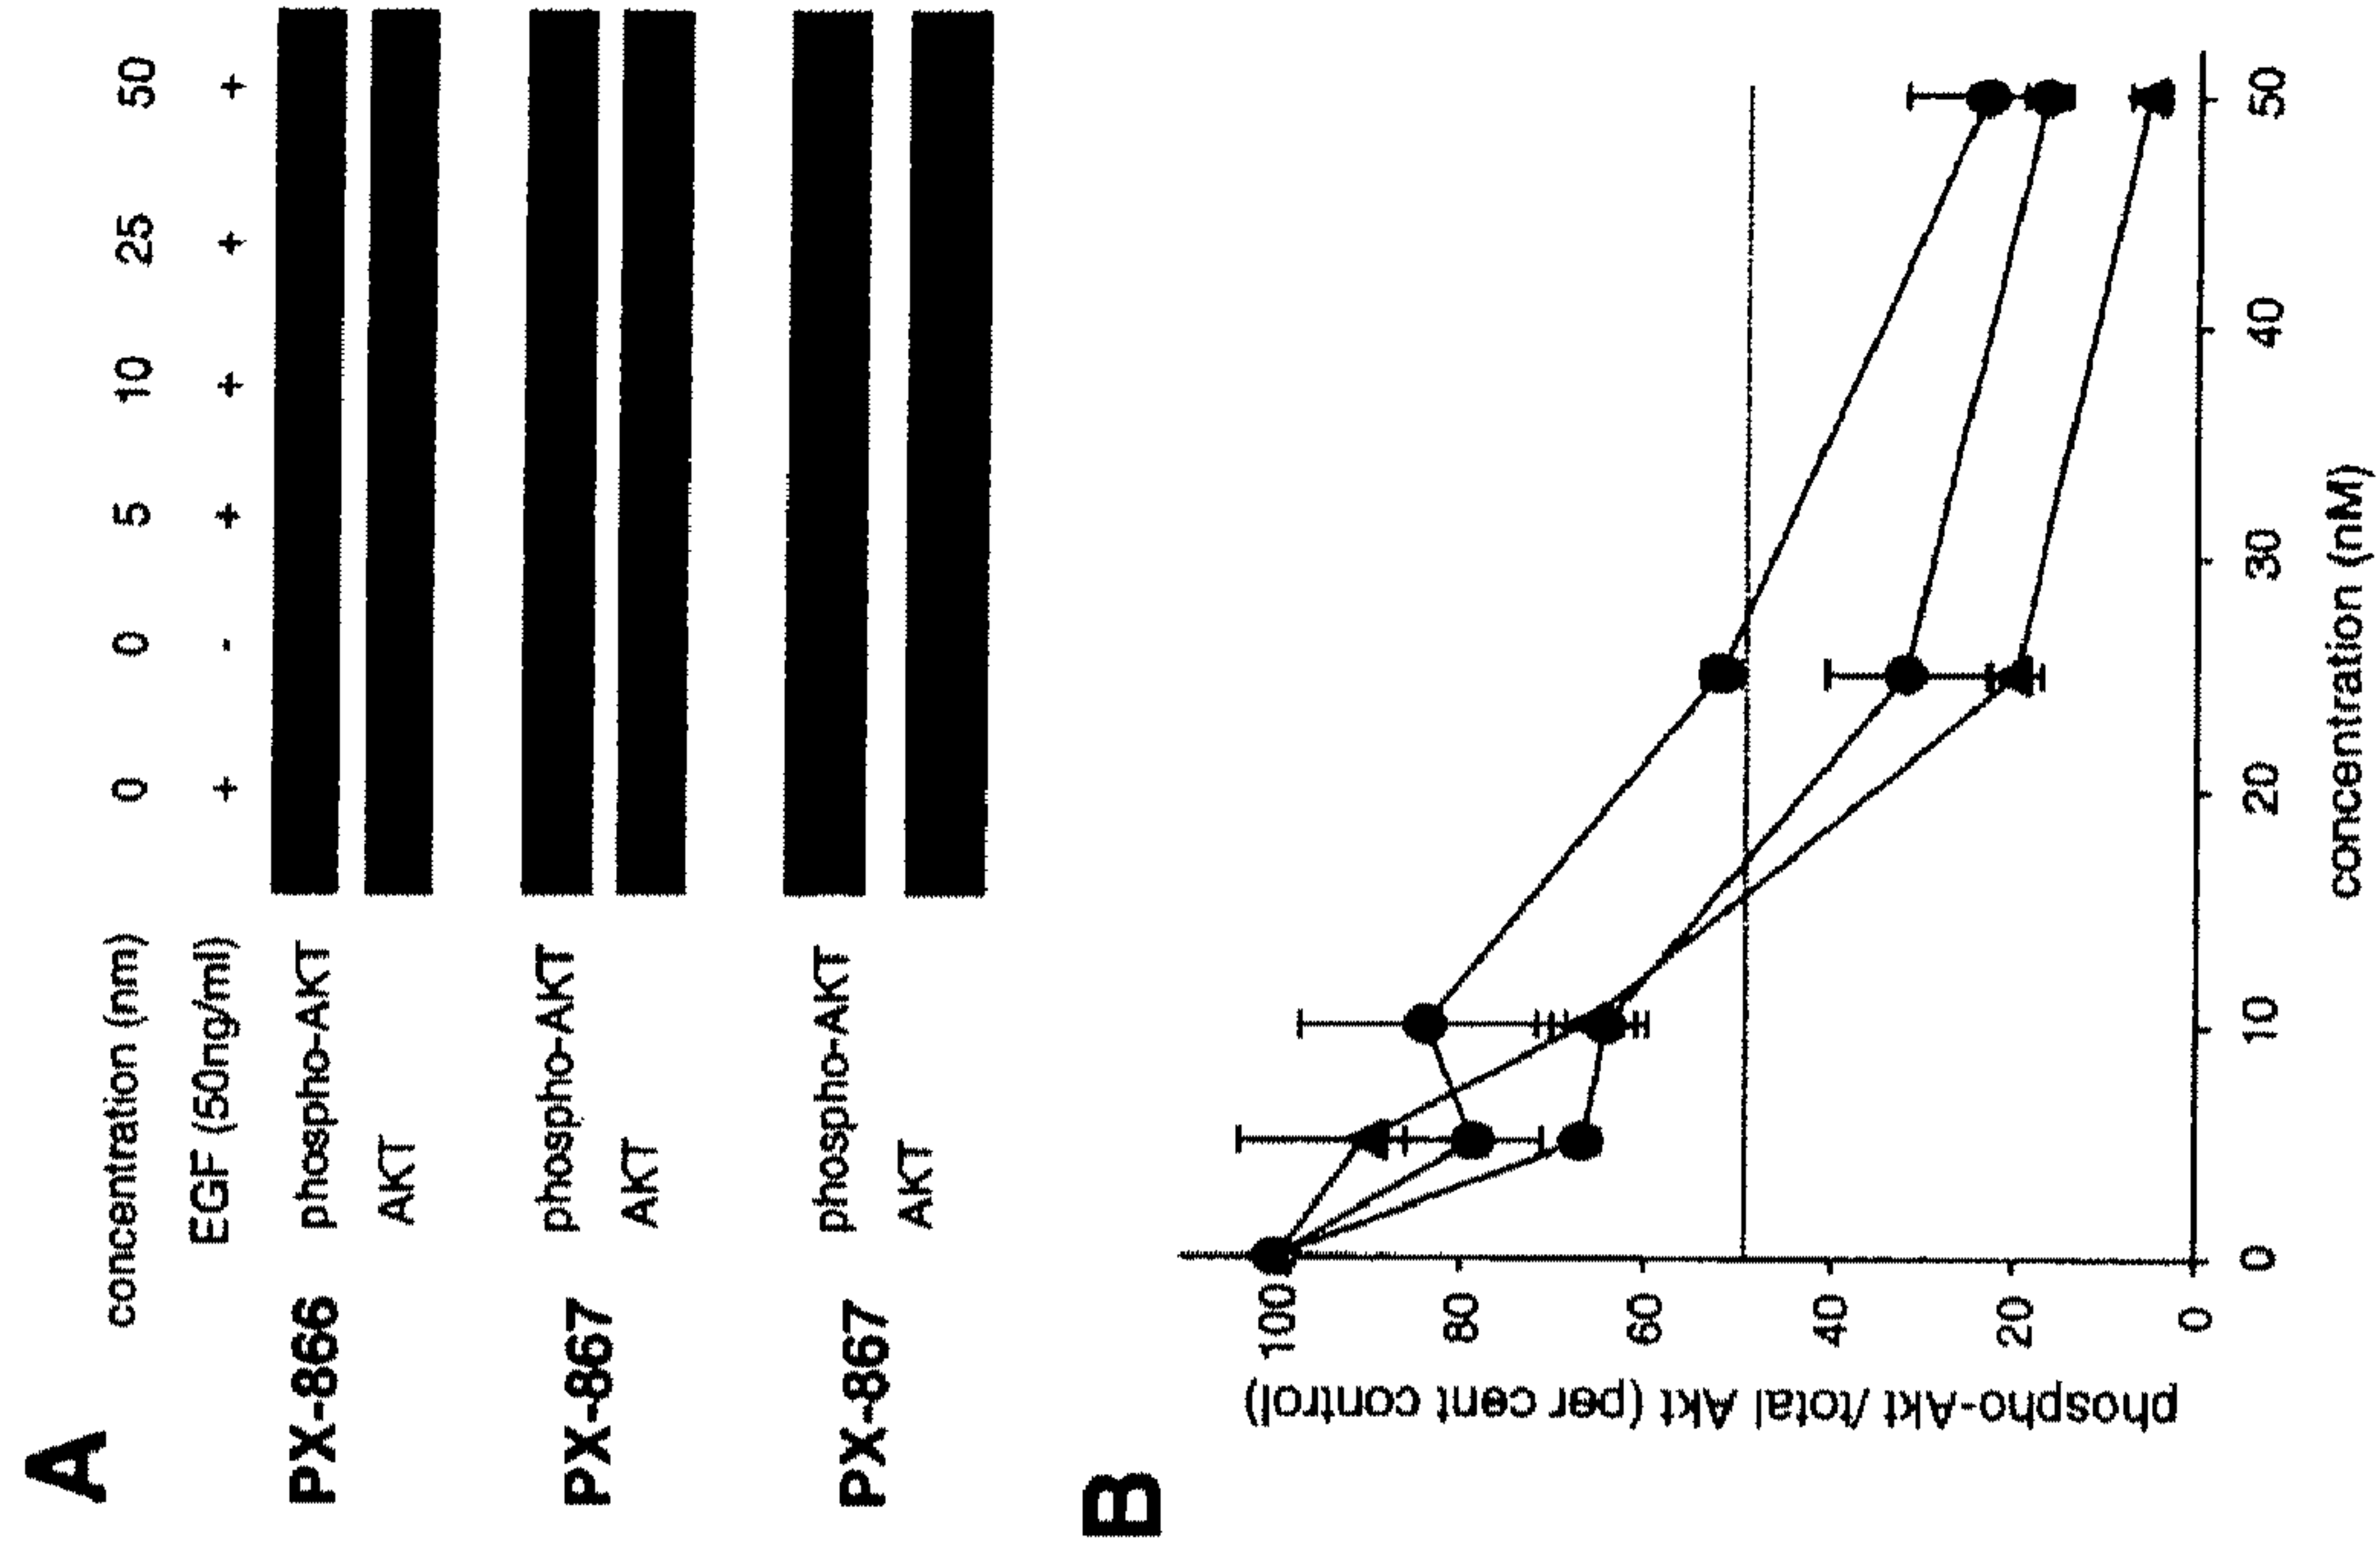 A
concentration (nm) 0 0 5 10 25 50
EGF (50ng/ml) + - + + + +
PX-866 phospho-AKT
AKT
PX-867 phospho-AKT
AKT
PX-867 phospho-AKT
AKT
B
phospho-Akt /total Akt (per cent control)
100
80
60
40
20
0
0 10 20 30 40 50
concentration (nM)